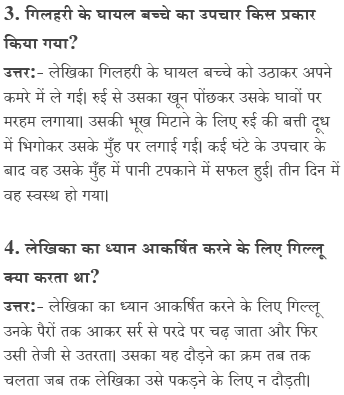 3. गिलहरी के घायल बच्चे का उपचार किस प्रकार
किया गया?
उत्तर:- लेखिका गिलहरी के घायल बच्चे को उठाकर अपने
कमरे में ले गई। रुई से उसका खून पोंछकर उसके घावों पर
मरहम लगाया। उसकी भूख मिटाने के लिए रुई की बत्ती दूध
में भिगोकर उसके मुँह पर लगाई गई। कई घंटे के उपचार के
बाद वह उसके मुँह में पानी टपकाने में सफल हुई। तीन दिन में
वह स्वस्थ हो गया।
4. लेखिका का ध्यान आकर्षित करने के लिए गिल्लू
क्या करता था?
उत्तर:- लेखिका का ध्यान आकर्षित करने के लिए गिल्लू
उनके पैरों तक आकर सर्र से परदे पर चढ़ जाता और फिर
उसी तेजी से उतरता। उसका यह दौड़ने का क्रम तब तक
चलता जब तक लेखिका उसे पकड़ने के लिए न दौड़ती।